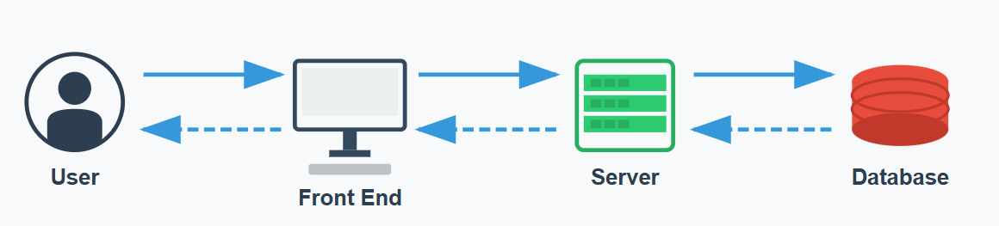 User
Front End
Server
Database